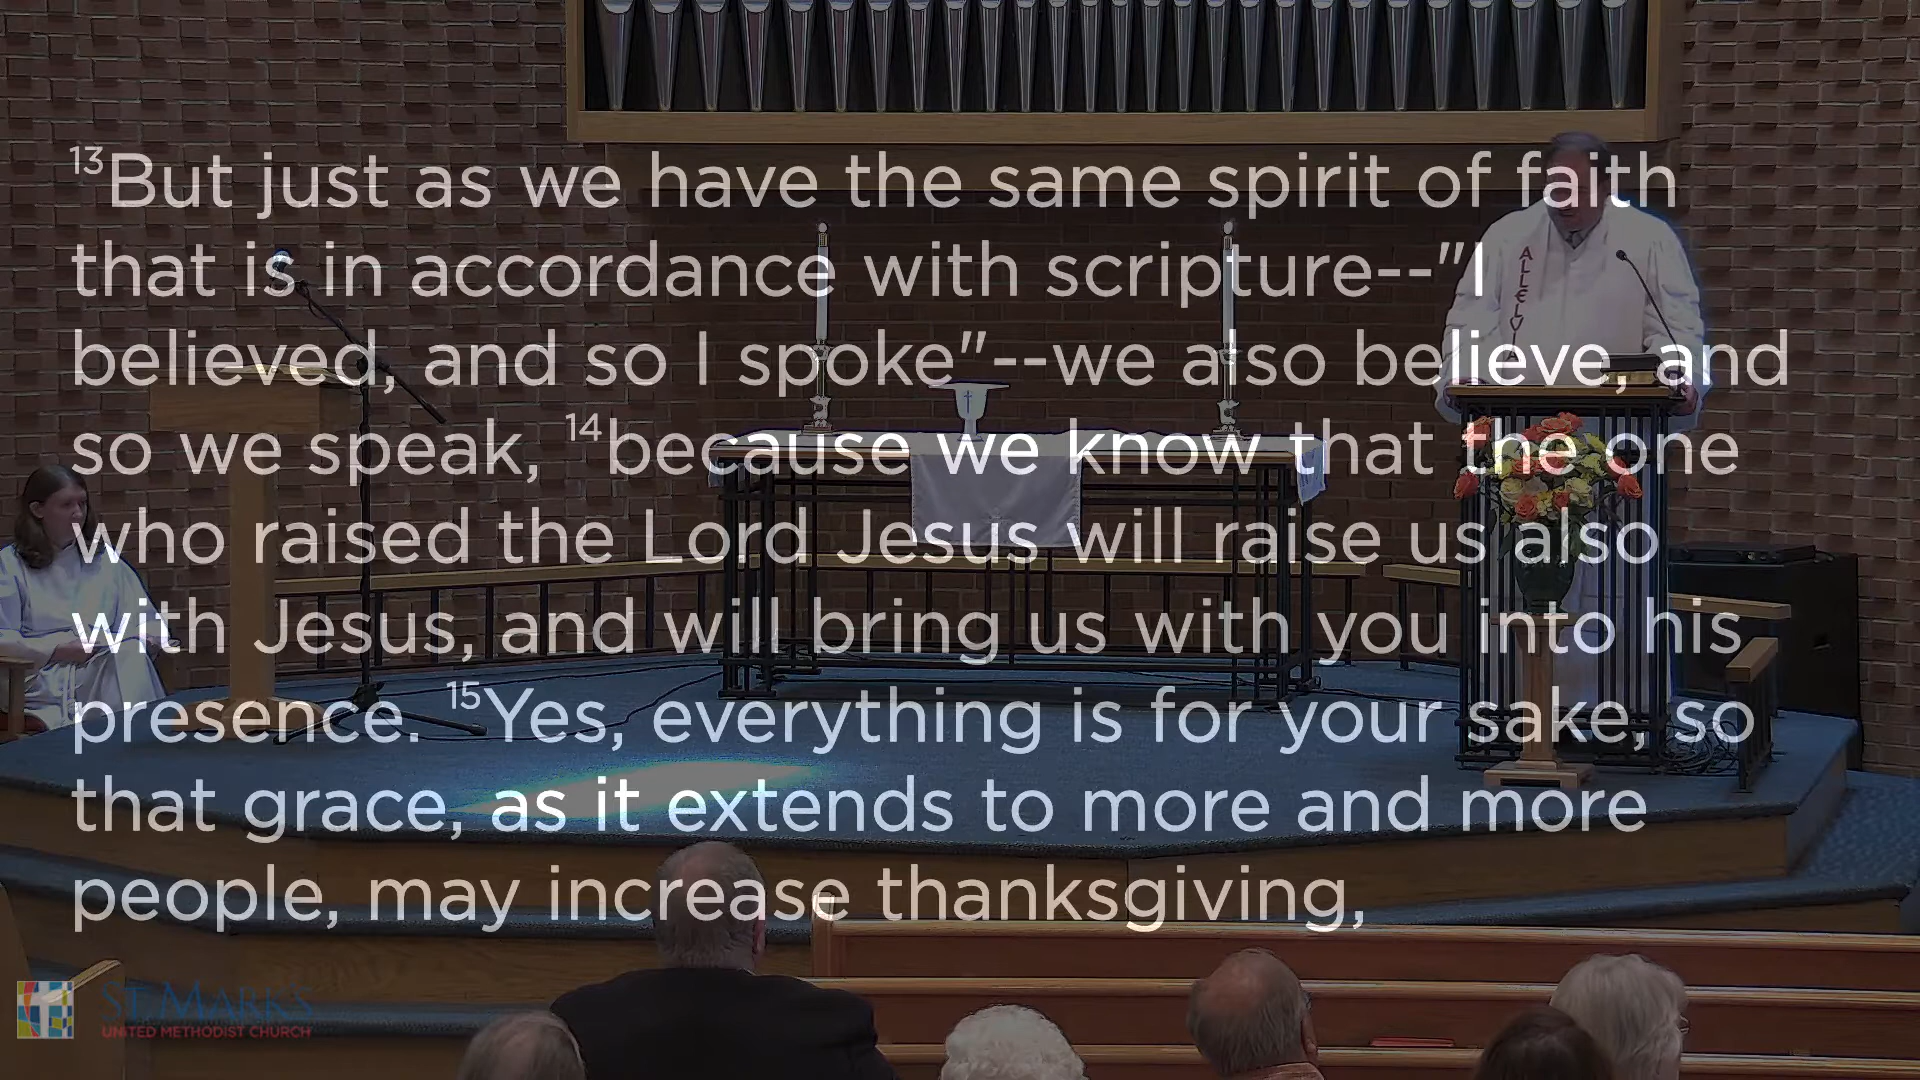 13But just as we have the same spirit of faith
that is in accordance with scripture--"I
believed, and so I spoke"--we also believe, and
so we speak, 14because we know that the one
who raised the Lord Jesus will raise us also
with Jesus, and will bring us with you into his
presence. 15Yes, everything is for your sake, so
that grace, as it extends to more and more
people, may increase thanksgiving,
ST. MARK'S
UNITED METHODIST CHURCH